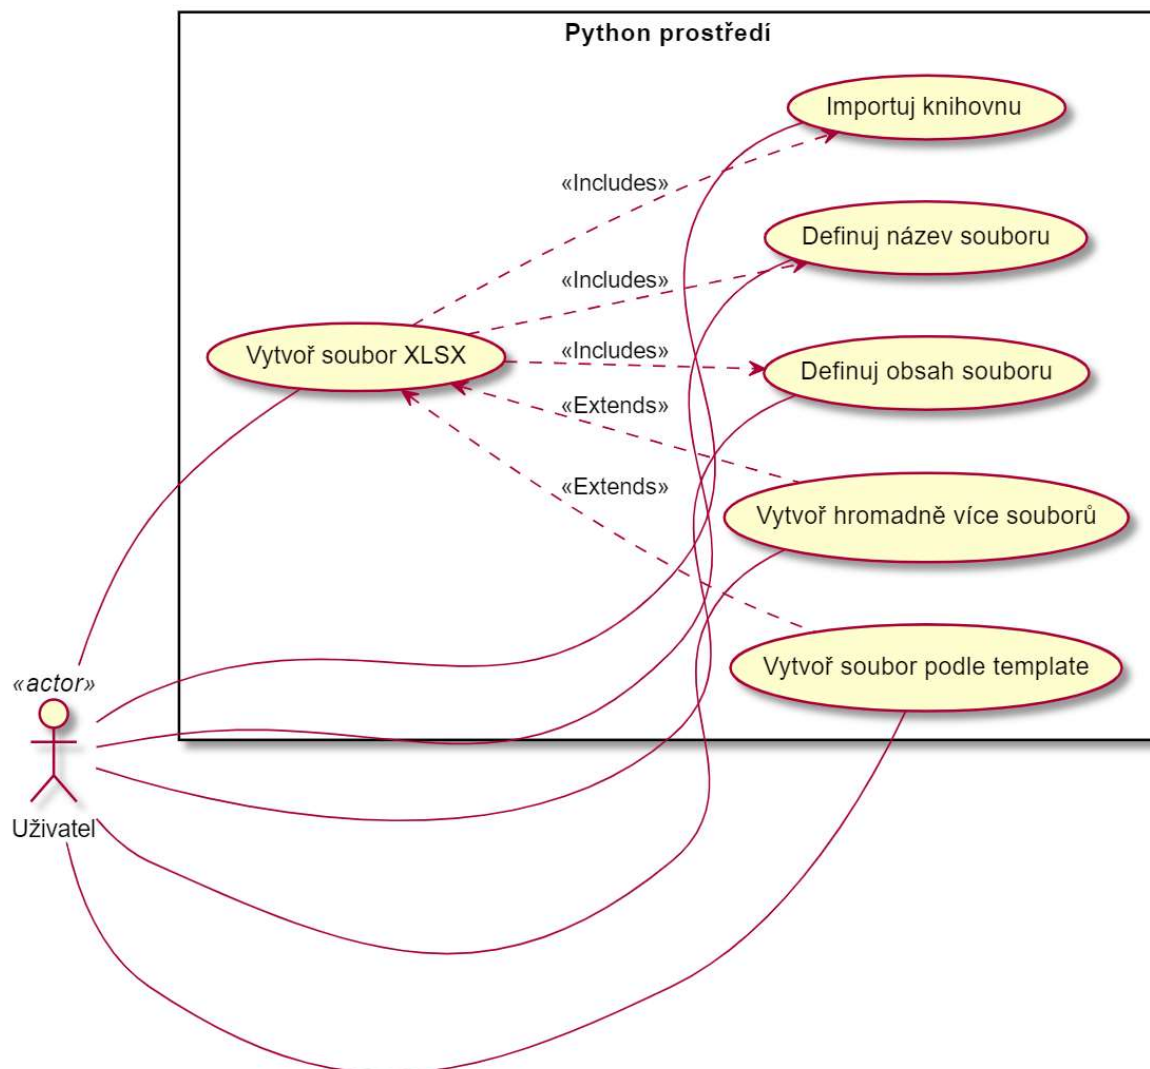 Python prostředí
Importuj knihovnu
«Includes»
Definuj název souboru
«Includes»
Vytvoř soubor XLSX
«Includes»
Definuj obsah souboru
«Extends»
«Extends»
Vytvoř hromadně více souborů
Vytvoř soubor podle template
«actor»
Uživatel